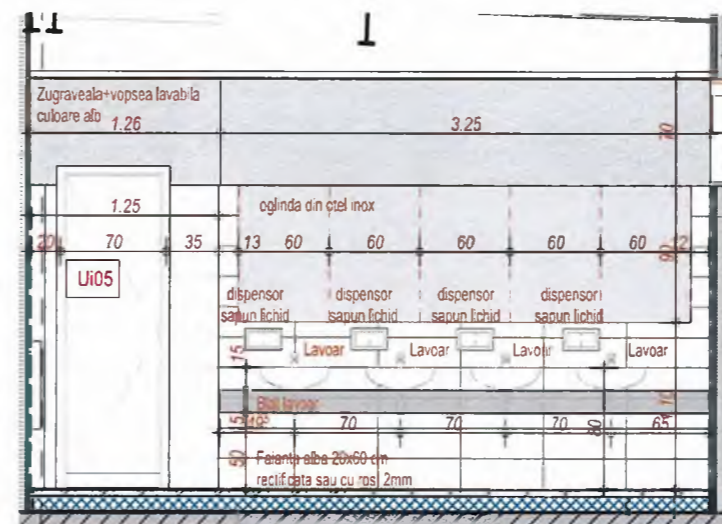 Zugraveala+vopsea lavabila
culoare alb
1.26
3.25
70
1.25
oglinda din otel inox
20
70
35
13
60
60
60
60
12
90
Ui05
dispensor
sapun lichid
dispensor
sapun lichid
dispensor
sapun lichid
dispensor
sapun lichid
15
Lavoar
Lavoar
Lavoar
Lavoar
Blat lavoar
15
10
70
70
70
80
65
50
Faianta alba 20x60 cm
rectificata sau cu rost 2mm